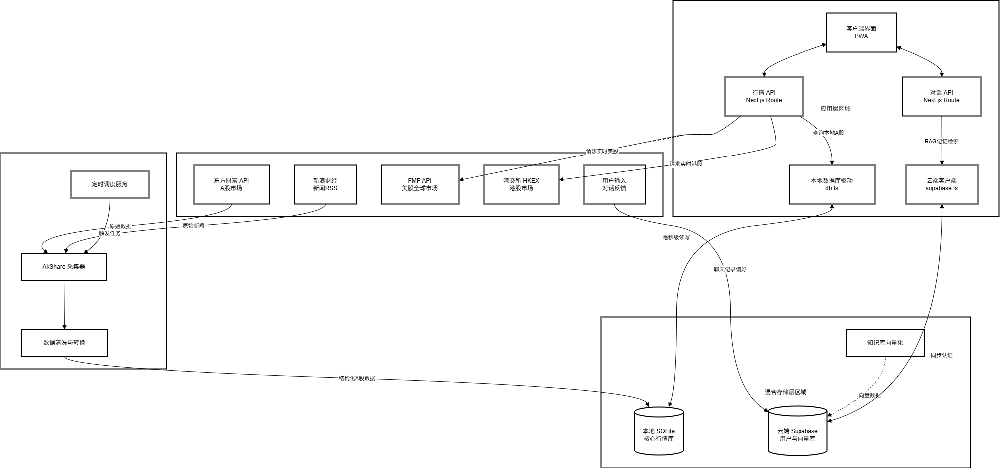 客户端界面
PWA
行情 API
Next.js Route
对话 API
Next.js Route
应用层区域
查询本地A股
RAG记忆检索
请求实时美股
请求实时港股
定时调度服务
东方财富 API
A股市场
新浪财经
新闻RSS
FMP API
美股全球市场
港交所 HKEX
港股市场
用户输入
对话反馈
本地数据库驱动
db.ts
云端客户端
supabase.ts
原始数据
原始新闻
触发任务
毫秒级读写
AkShare 采集器
聊天记录偏好
数据清洗与转换
知识库向量化
同步认证
结构化A股数据
混合存储层区域
向量数据
本地 SQLite
核心行情库
云端 Supabase
用户与向量库